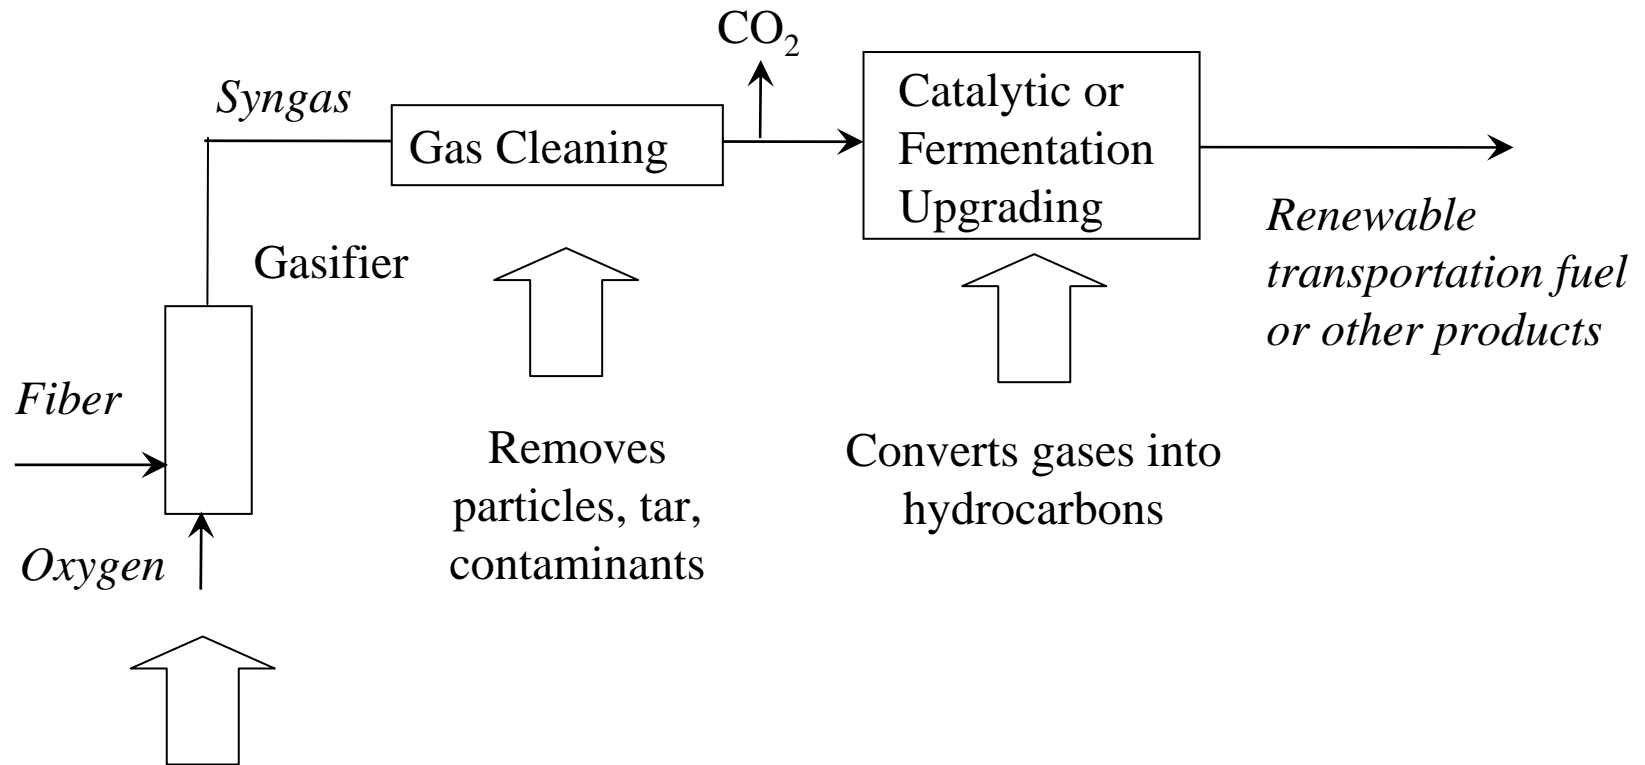 CO₂
Syngas
Gas Cleaning
Catalytic or
Fermentation
Upgrading
Renewable
transportation fuel
or other products
Gasifier
Fiber
Oxygen
Removes
particles, tar,
contaminants
Converts gases into
hydrocarbons